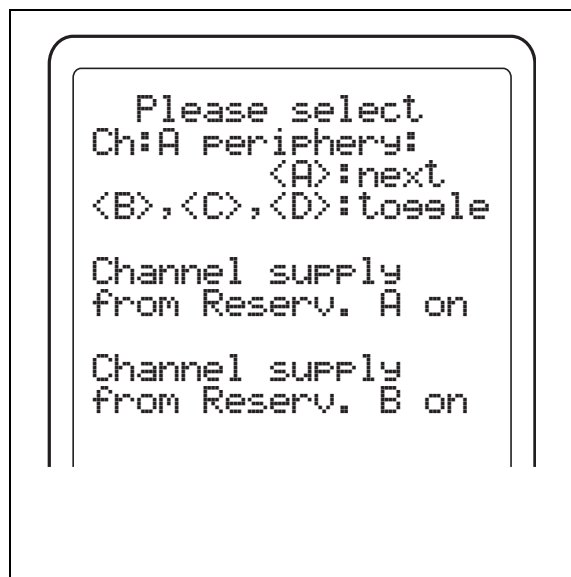 Please select
Ch:A periphery:
<A>:next
<B>,<C>,<D>:toggle
Channel supply
from Reserv. A on
Channel supply
from Reserv. B on